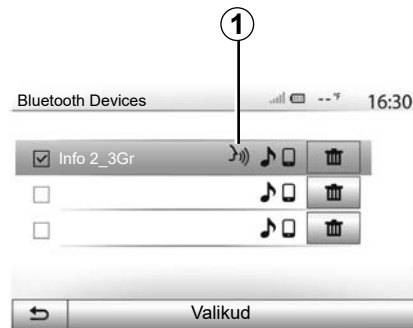 1
Bluetooth Devices --°F 16:30
Info 2_3Gr
Valikud